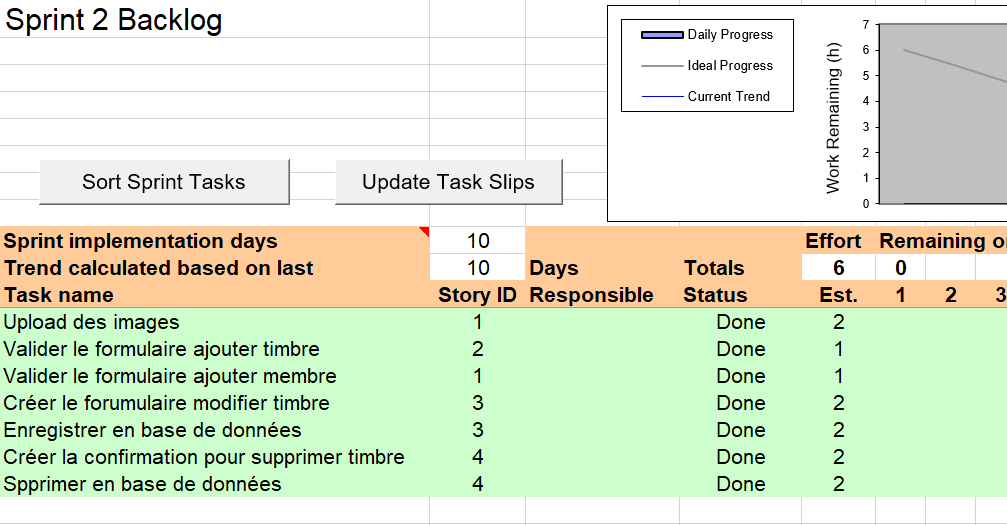 Sprint 2 Backlog
Daily Progress
Ideal Progress
Current Trend
Work Remaining (h)
7
6
5
4
3
2
1
0
Sort Sprint Tasks Update Task Slips
Sprint implementation days 10 Effort Remaining o
Trend calculated based on last 10 Days Totals 6 0
Task name Story ID Responsible Status Est. 1 2 3
Upload des images 1 Done 2
Valider le formulaire ajouter timbre 2 Done 1
Valider le formulaire ajouter membre 1 Done 1
Créer le forumulaire modifier timbre 3 Done 2
Enregistrer en base de données 3 Done 2
Créer la confirmation pour supprimer timbre 4 Done 2
Spprimer en base de données 4 Done 2